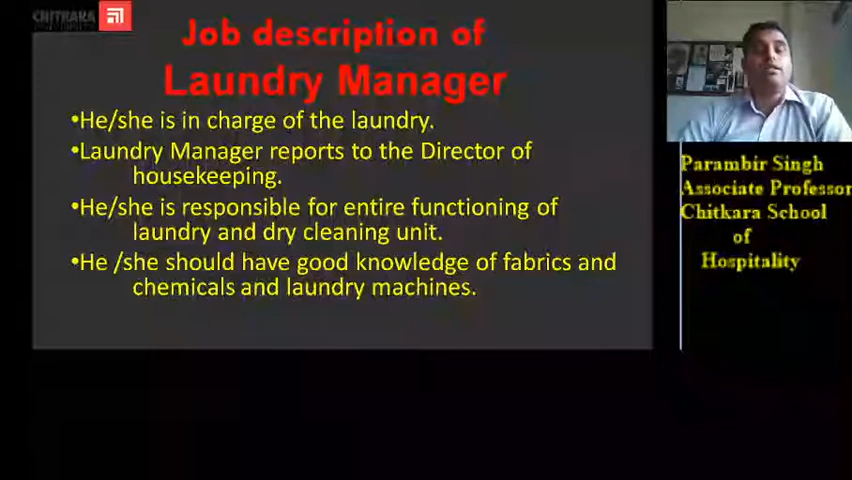 CHITKARA
Job description of
Laundry Manager
•He/she is in charge of the laundry.
•Laundry Manager reports to the Director of
housekeeping.
•He/she is responsible for entire functioning of
laundry and dry cleaning unit.
•He /she should have good knowledge of fabrics and
chemicals and laundry machines.
Parambir Singh
Associate Professor
Chitkara School
of
Hospitality